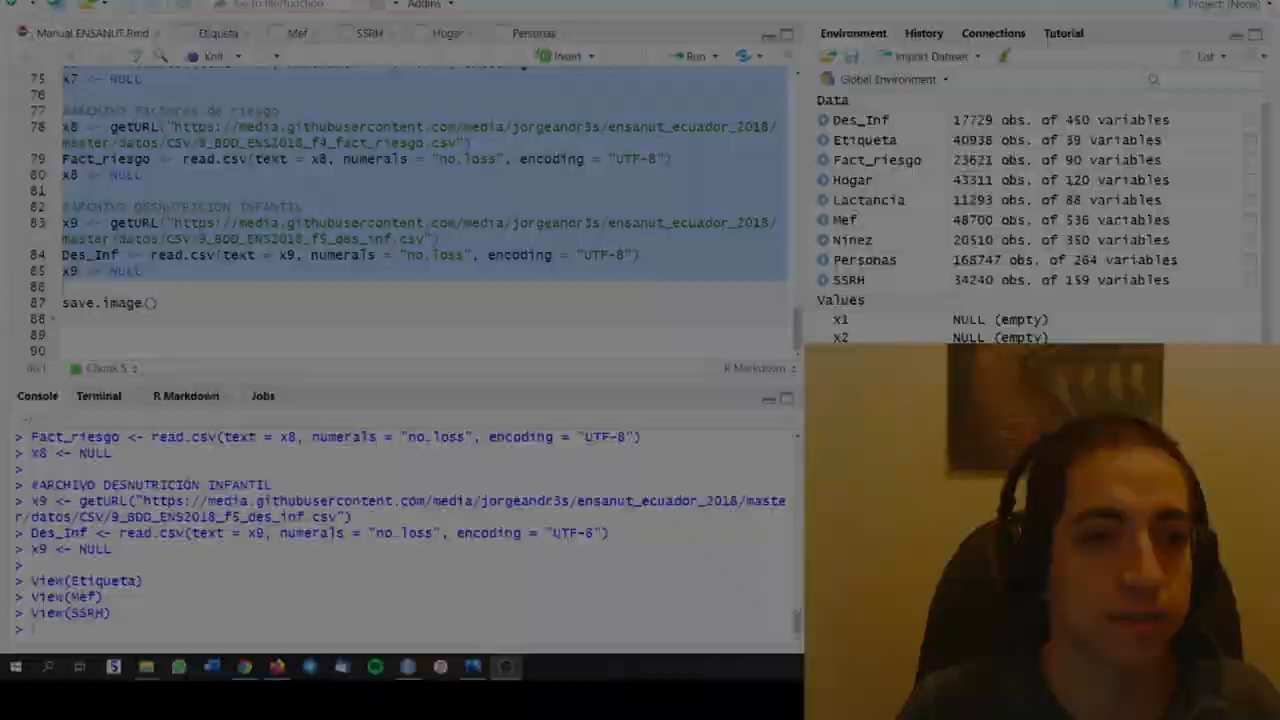 Go to file/function
Addins
Project: (None)
Manual ENSANUT.Rmd
Etiqueta
Mef
SSRH
Hogar
Personas
Knit
Insert
Run
75 x7 <- NULL
76
77 #ARCHIVO Factores de riesgo
78 x8 <- getURL("https://media.githubusercontent.com/media/jorgeandr3s/ensanut_ecuador_2018/
master/datos/CSV/9_BDD_ENS2018_f4_fact_riesgo.csv")
79 Fact_riesgo <- read.csv(text = x8, numerals = "no.loss", encoding = "UTF-8")
80 x8 <- NULL
81
82 #ARCHIVO DESNUTRICIÓN INFANTIL
83 x9 <- getURL("https://media.githubusercontent.com/media/jorgeandr3s/ensanut_ecuador_2018/
master/datos/CSV/9_BDD_ENS2018_f5_des_inf.csv")
84 Des_Inf <- read.csv(text = x9, numerals = "no.loss", encoding = "UTF-8")
85 x9 <- NULL
86
87 save.image()
88
89
90
Chunk 5
R Markdown
Console
Terminal
R Markdown
Jobs
> Fact_riesgo <- read.csv(text = x8, numerals = "no.loss", encoding = "UTF-8")
> x8 <- NULL
>
> #ARCHIVO DESNUTRICIÓN INFANTIL
> x9 <- getURL("https://media.githubusercontent.com/media/jorgeandr3s/ensanut_ecuador_2018/maste
r/datos/CSV/9_BDD_ENS2018_f5_des_inf.csv")
> Des_Inf <- read.csv(text = x9, numerals = "no.loss", encoding = "UTF-8")
> x9 <- NULL
>
> View(Etiqueta)
> View(Mef)
> View(SSRH)
>
Environment
History
Connections
Tutorial
Import Dataset
List
Global Environment
Data
Des_Inf 17729 obs. of 450 variables
Etiqueta 40938 obs. of 39 variables
Fact_riesgo 23621 obs. of 90 variables
Hogar 43311 obs. of 120 variables
Lactancia 11293 obs. of 88 variables
Mef 48700 obs. of 536 variables
Ninez 20510 obs. of 350 variables
Personas 168747 obs. of 264 variables
SSRH 34240 obs. of 159 variables
Values
x1 NULL (empty)
x2 NULL (empty)